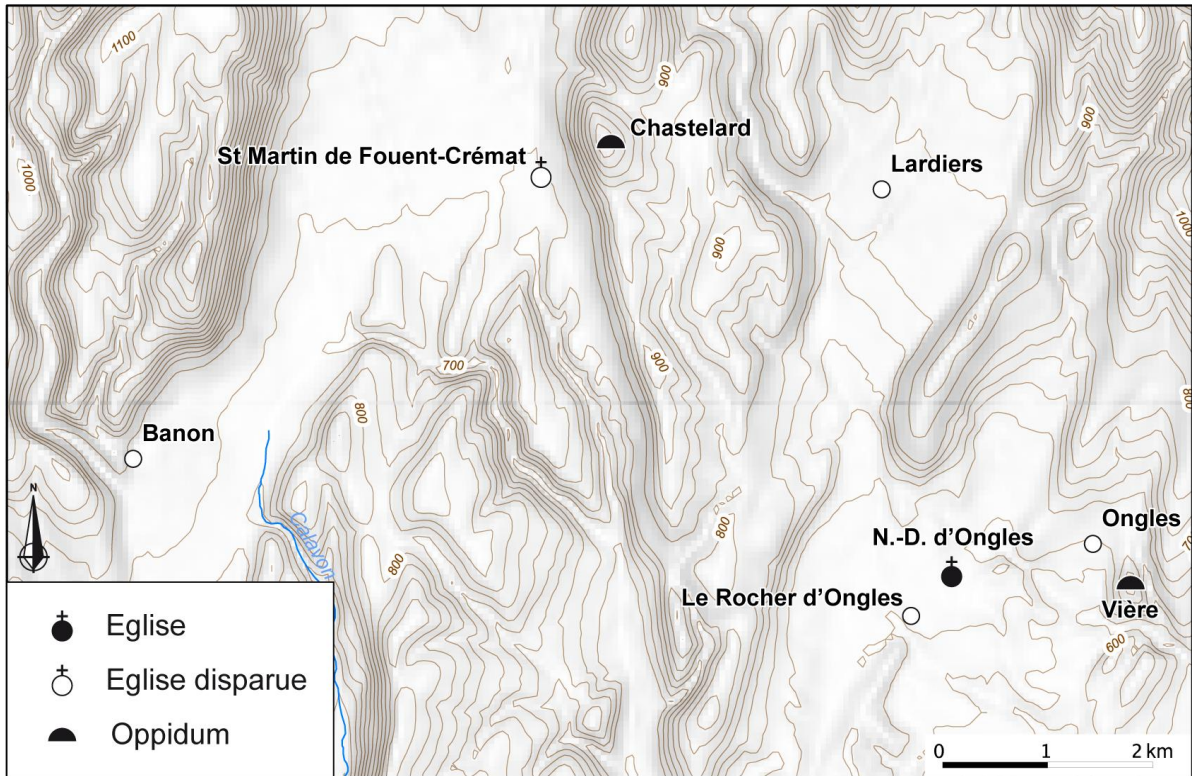 1100
900
Chastelard
900
St Martin de Fouent-Crémat
Lardiers
1000
1000
900
900
700
800
800
Banon
Calavon
N
800
Ongles
N.-D. d'Ongles
800
70
Le Rocher d'Ongles
Vière
600
Eglise
Eglise disparue
Oppidum
0 1 2 km